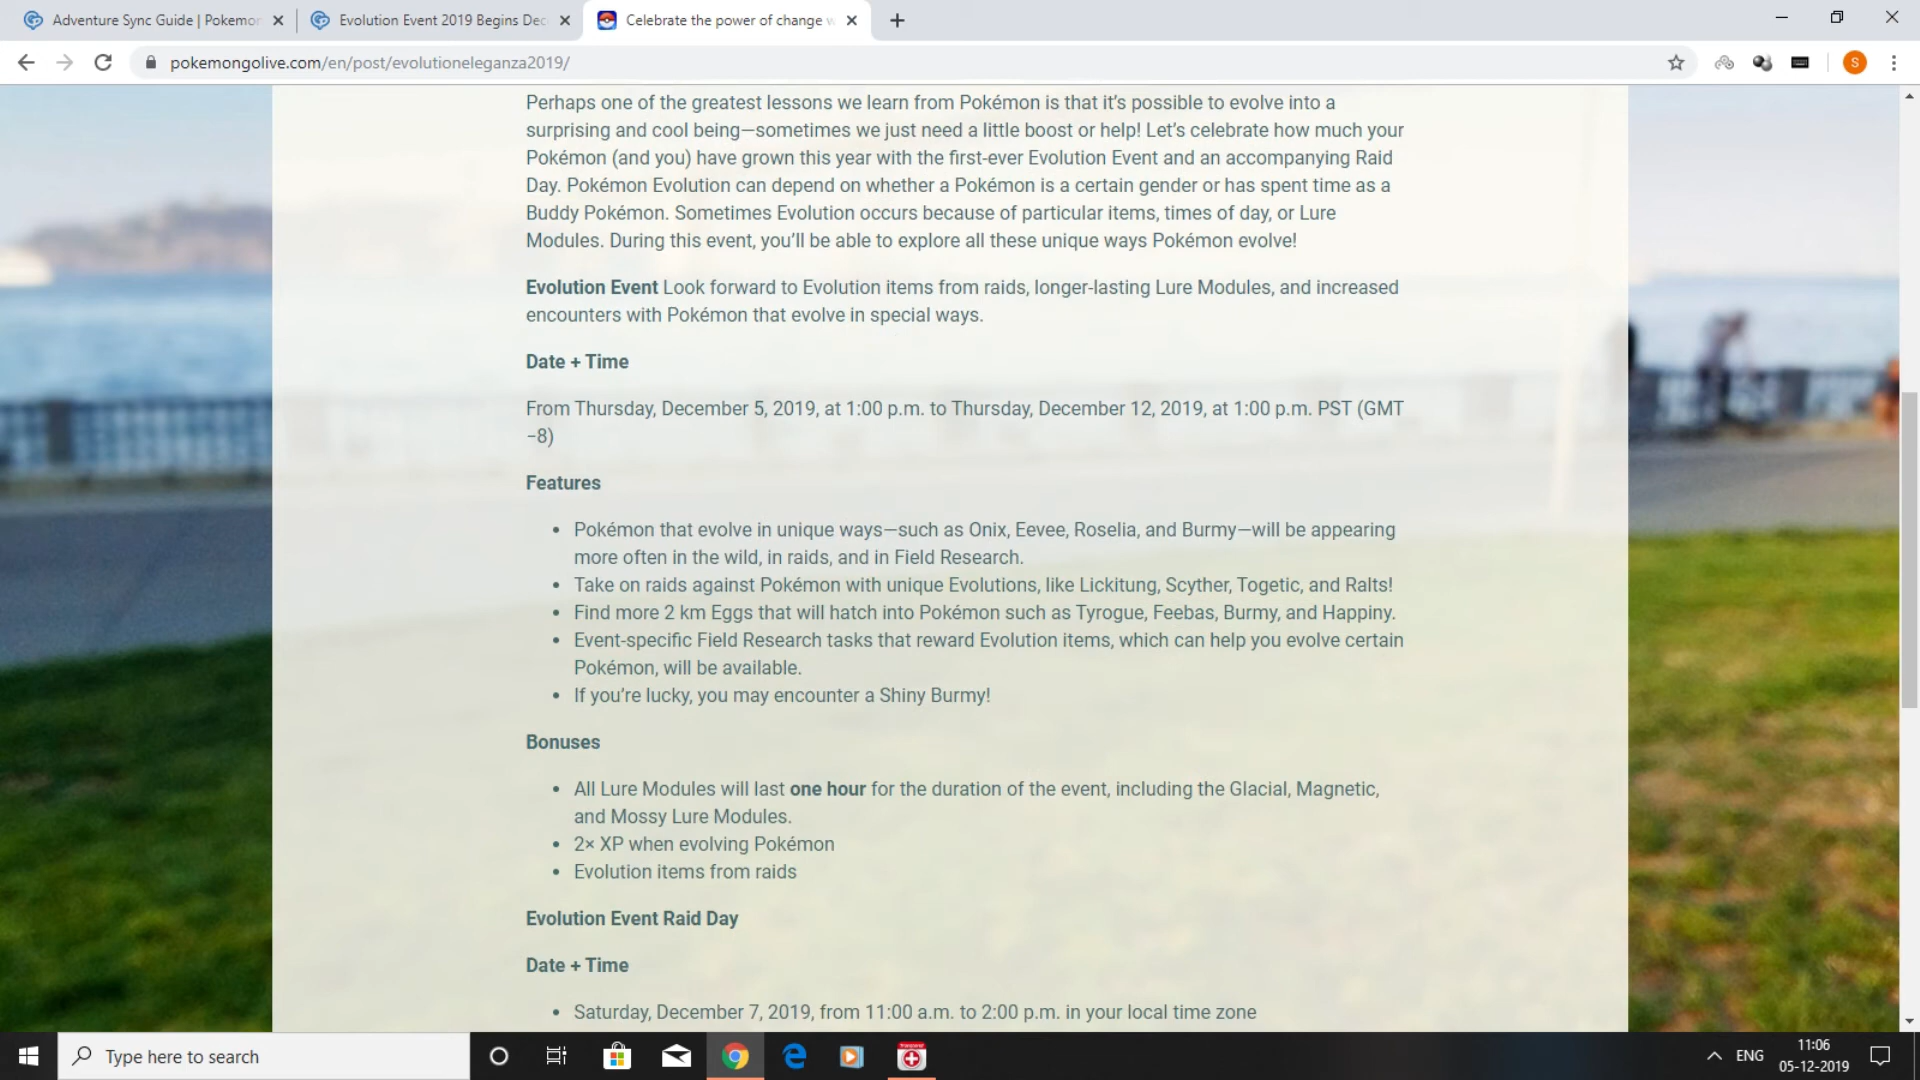 Adventure Sync Guide | Pokemon
Evolution Event 2019 Begins Dec
Celebrate the power of change w
pokemongolive.com/en/post/evolutioneleganza2019/
S
Perhaps one of the greatest lessons we learn from Pokémon is that it’s possible to evolve into a
surprising and cool being—sometimes we just need a little boost or help! Let’s celebrate how much your
Pokémon (and you) have grown this year with the first-ever Evolution Event and an accompanying Raid
Day. Pokémon Evolution can depend on whether a Pokémon is a certain gender or has spent time as a
Buddy Pokémon. Sometimes Evolution occurs because of particular items, times of day, or Lure
Modules. During this event, you’ll be able to explore all these unique ways Pokémon evolve!
Evolution Event Look forward to Evolution items from raids, longer-lasting Lure Modules, and increased
encounters with Pokémon that evolve in special ways.
Date + Time
From Thursday, December 5, 2019, at 1:00 p.m. to Thursday, December 12, 2019, at 1:00 p.m. PST (GMT
−8)
Features
• Pokémon that evolve in unique ways—such as Onix, Eevee, Roselia, and Burmy—will be appearing
more often in the wild, in raids, and in Field Research.
• Take on raids against Pokémon with unique Evolutions, like Lickitung, Scyther, Togetic, and Ralts!
• Find more 2 km Eggs that will hatch into Pokémon such as Tyrogue, Feebas, Burmy, and Happiny.
• Event-specific Field Research tasks that reward Evolution items, which can help you evolve certain
Pokémon, will be available.
• If you’re lucky, you may encounter a Shiny Burmy!
Bonuses
• All Lure Modules will last one hour for the duration of the event, including the Glacial, Magnetic,
and Mossy Lure Modules.
• 2× XP when evolving Pokémon
• Evolution items from raids
Evolution Event Raid Day
Date + Time
• Saturday, December 7, 2019, from 11:00 a.m. to 2:00 p.m. in your local time zone
Type here to search
ENG
11:06
05-12-2019